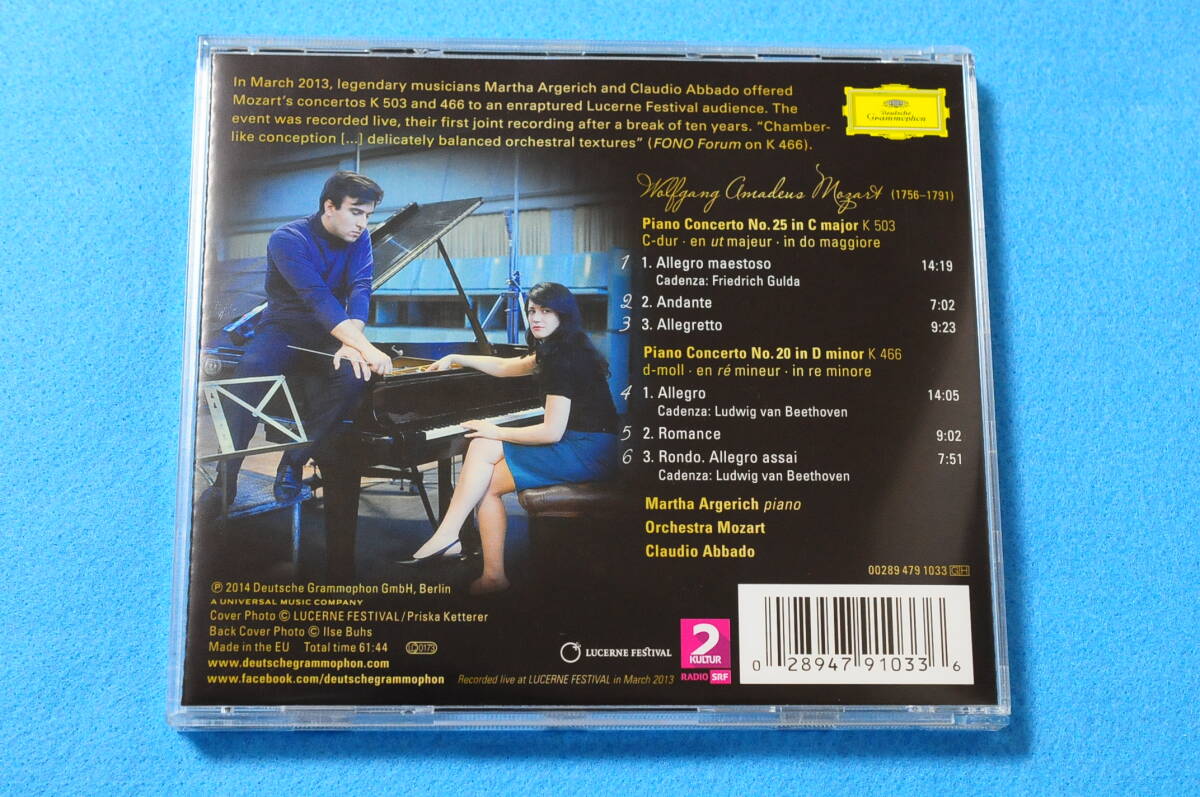 In March 2013, legendary musicians Martha Argerich and Claudio Abbado offered
Mozart's concertos K 503 and 466 to an enraptured Lucerne Festival audience. The
event was recorded live, their first joint recording after a break of ten years. "Chamber-
like conception [...] delicately balanced orchestral textures" (FONO Forum on K 466).
Deutsche
Grammophon
Wolfgang Amadeus Mozart (1756–1791)
Piano Concerto No. 25 in C major K 503
C-dur · en ut majeur · in do maggiore
1 1. Allegro maestoso 14:19
Cadenza: Friedrich Gulda
2 2. Andante 7:02
3 3. Allegretto 9:23
Piano Concerto No. 20 in D minor K 466
d-moll · en ré mineur · in re minore
4 1. Allegro 14:05
Cadenza: Ludwig van Beethoven
5 2. Romance 9:02
6 3. Rondo. Allegro assai 7:51
Cadenza: Ludwig van Beethoven
Martha Argerich piano
Orchestra Mozart
Claudio Abbado
00289 479 1033 GH
℗ 2014 Deutsche Grammophon GmbH, Berlin
A UNIVERSAL MUSIC COMPANY
Cover Photo © LUCERNE FESTIVAL/Priska Ketterer
Back Cover Photo © Ilse Buhs
Made in the EU Total time 61:44 LC 0173
www.deutschegrammophon.com
www.facebook.com/deutschegrammophon
Recorded live at LUCERNE FESTIVAL in March 2013
LUCERNE FESTIVAL
2
KULTUR
RADIO SRF
0 28947 91033 6